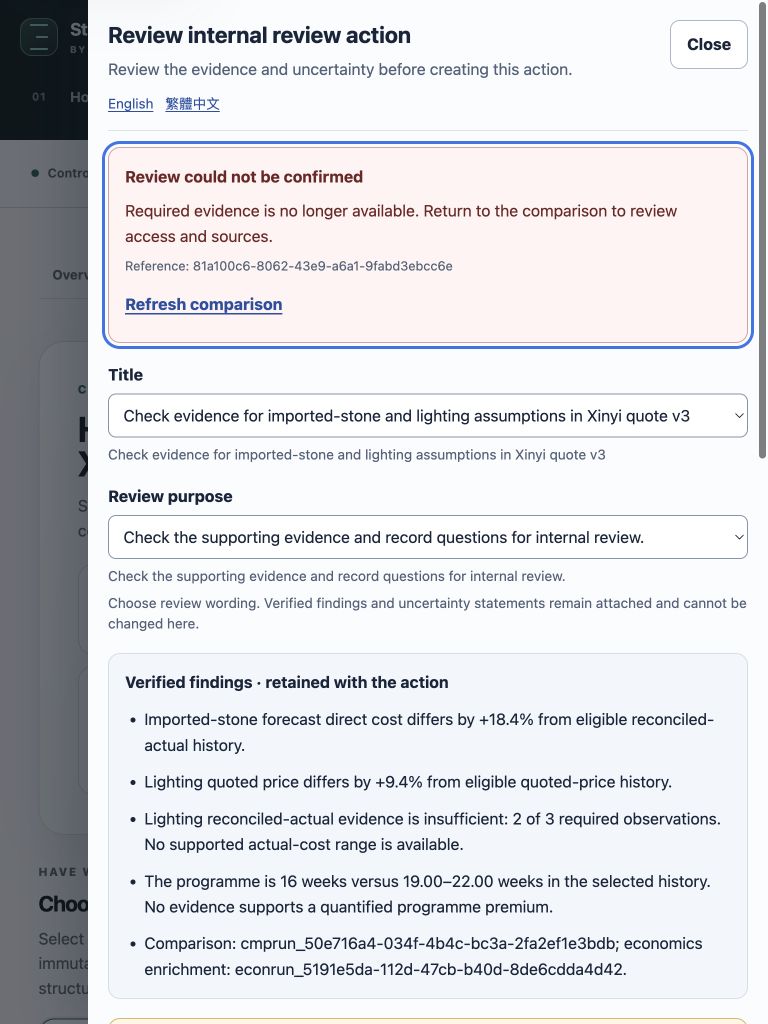 St
BY
01 Ho
Contro
Overv
C
H
X
S
co
HAVE W
Choo
Select
immuta
structu
Review internal review action
Close
Review the evidence and uncertainty before creating this action.
English 繁體中文
Review could not be confirmed
Required evidence is no longer available. Return to the comparison to review
access and sources.
Reference: 81a100c6-8062-43e9-a6a1-9fabd3ebcc6e
Refresh comparison
Title
Check evidence for imported-stone and lighting assumptions in Xinyi quote v3
Check evidence for imported-stone and lighting assumptions in Xinyi quote v3
Review purpose
Check the supporting evidence and record questions for internal review.
Check the supporting evidence and record questions for internal review.
Choose review wording. Verified findings and uncertainty statements remain attached and cannot be
changed here.
Verified findings · retained with the action
• Imported-stone forecast direct cost differs by +18.4% from eligible reconciled-
actual history.
• Lighting quoted price differs by +9.4% from eligible quoted-price history.
• Lighting reconciled-actual evidence is insufficient: 2 of 3 required observations.
No supported actual-cost range is available.
• The programme is 16 weeks versus 19.00–22.00 weeks in the selected history.
No evidence supports a quantified programme premium.
• Comparison: cmprun_50e716a4-034f-4b4c-bc3a-2fa2ef1e3bdb; economics
enrichment: econrun_5191e5da-112d-47cb-b40d-8de6cdda4d42.